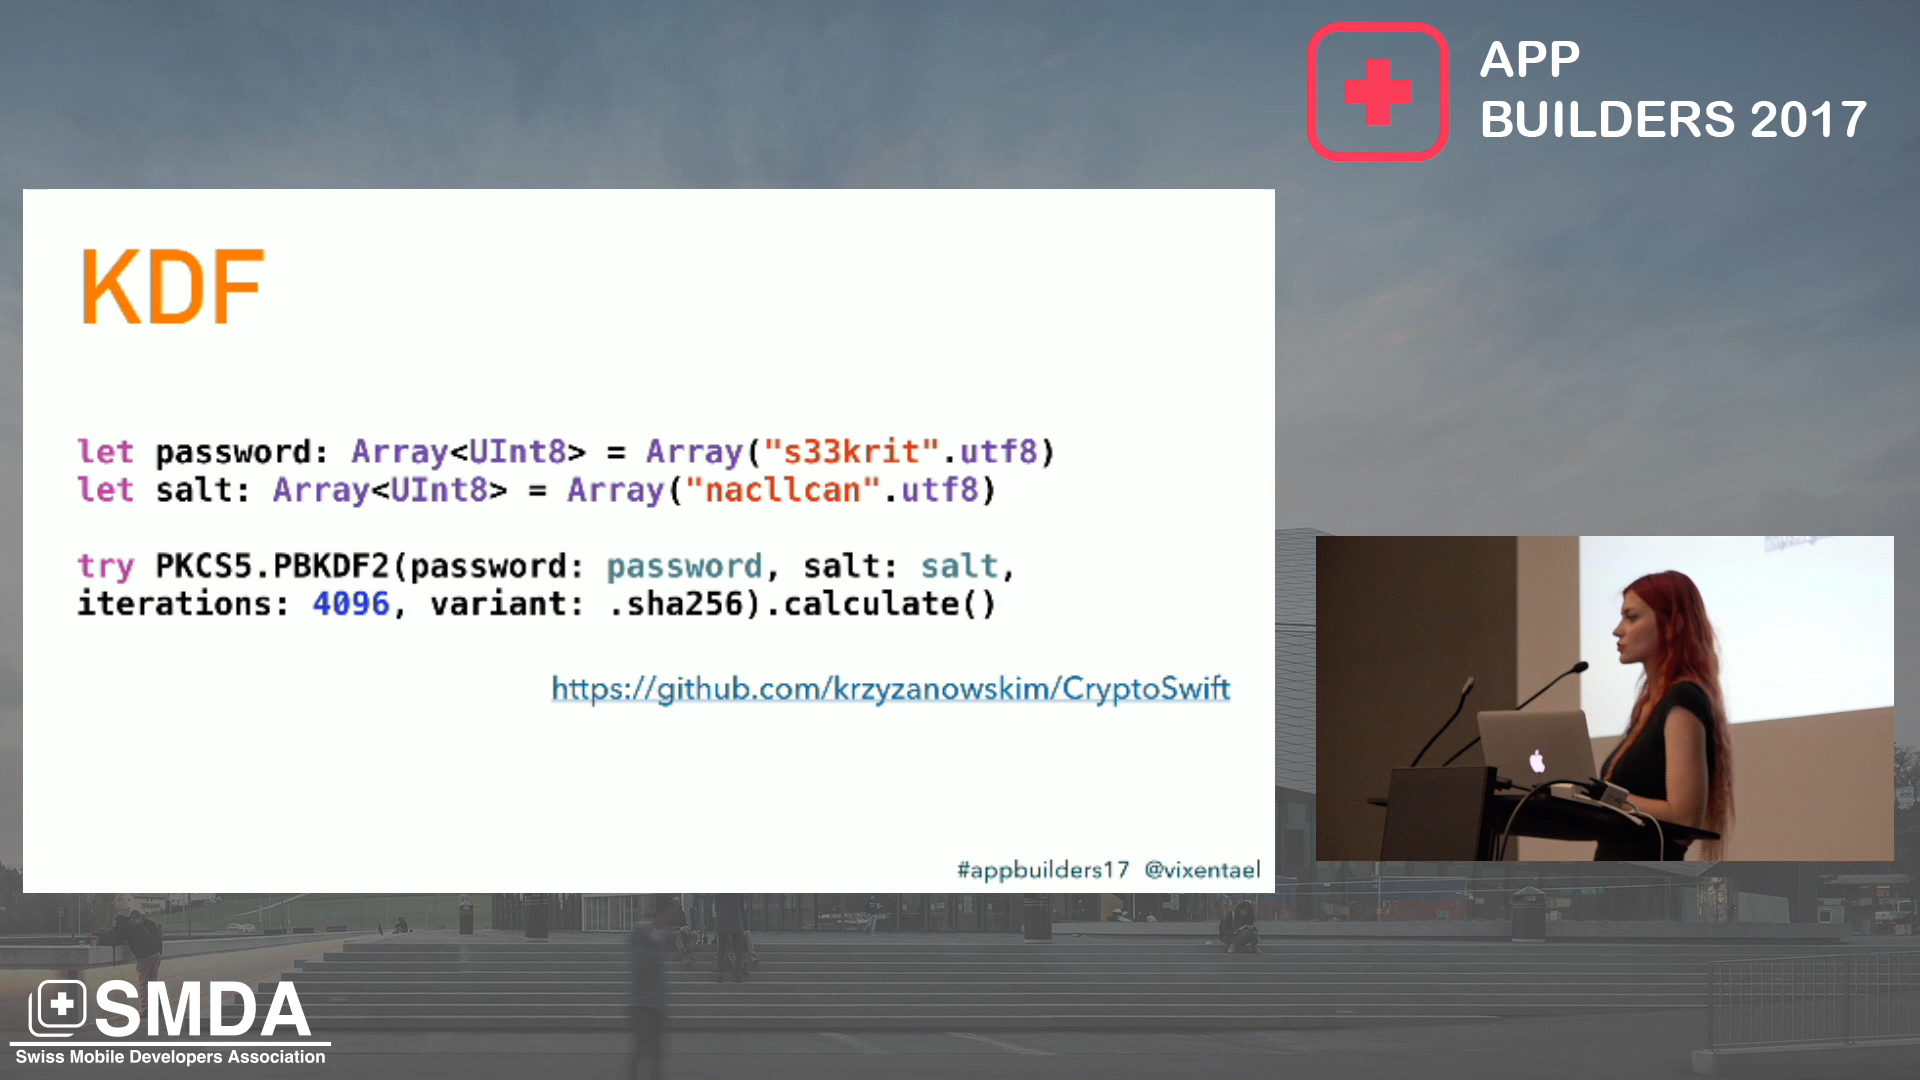 APP
BUILDERS 2017
KDF
let password: Array<UInt8> = Array("s33krit".utf8)
let salt: Array<UInt8> = Array("nacllcan".utf8)
try PKCS5.PBKDF2(password: password, salt: salt,
iterations: 4096, variant: .sha256).calculate()
https://github.com/krzyzanowskim/CryptoSwift
#appbuilders17 @vixentael
SMDA
Swiss Mobile Developers Association